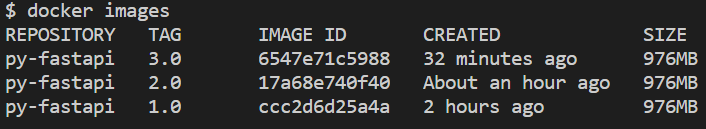 $ docker images
REPOSITORY   TAG       IMAGE ID       CREATED             SIZE
py-fastapi   3.0       6547e71c5988   32 minutes ago      976MB
py-fastapi   2.0       17a68e740f40   About an hour ago   976MB
py-fastapi   1.0       ccc2d6d25a4a   2 hours ago         976MB